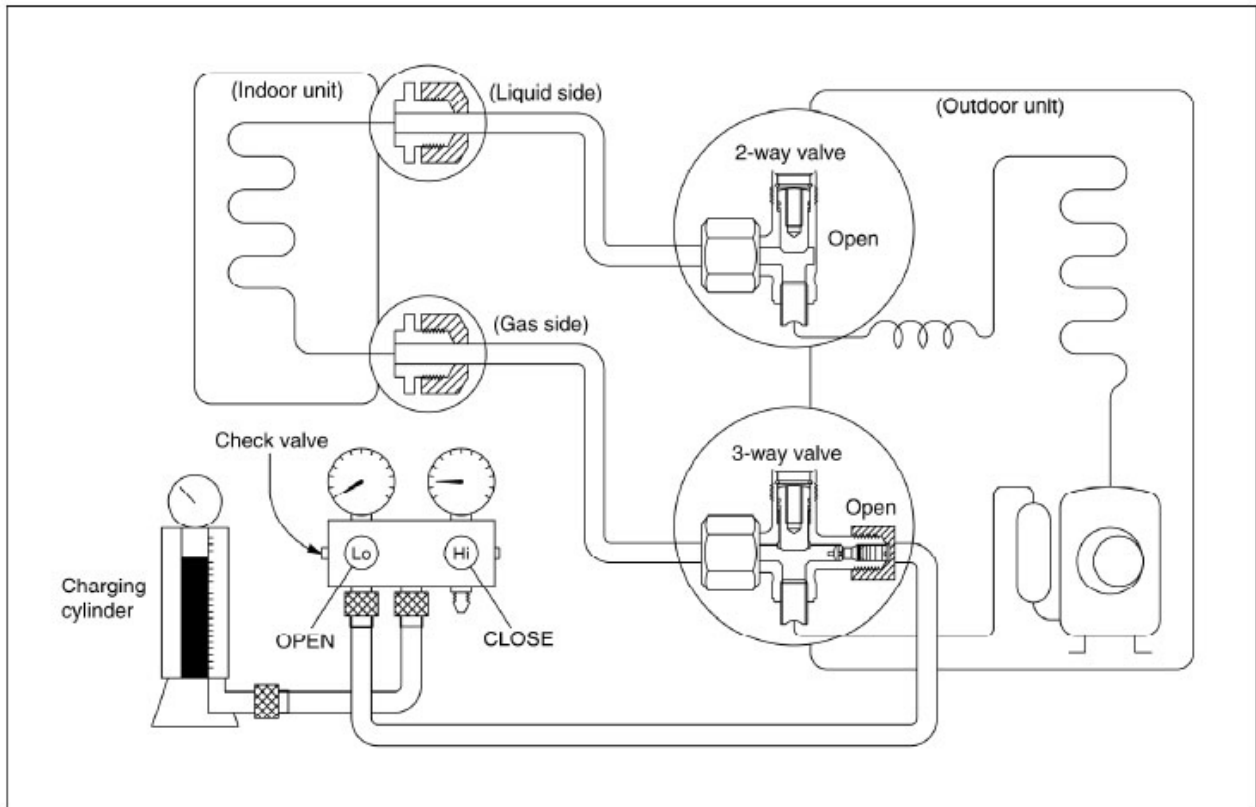 (Indoor unit)
(Liquid side)
(Outdoor unit)
2-way valve
Open
(Gas side)
Check valve
3-way valve
Open
Lo
Hi
Charging
cylinder
OPEN
CLOSE